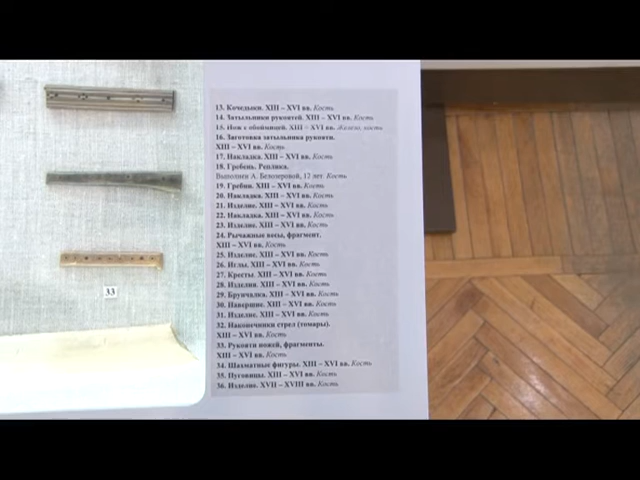 33
13. Кочедыки. XIII – XVI вв. Кость
14. Затыльники рукоятей. XIII – XVI вв. Кость
15. Нож с обоймицей. XIII – XVI вв. Железо, кость
16. Заготовка затыльника рукояти.
XIII – XVI вв. Кость
17. Накладка. XIII – XVI вв. Кость
18. Гребень. Реплика.
Выполнен А. Белозеровой, 12 лет. Кость
19. Гребни. XIII – XVI вв. Кость
20. Накладка. XIII – XVI вв. Кость
21. Изделие. XIII – XVI вв. Кость
22. Накладка. XIII – XVI вв. Кость
23. Изделие. XIII – XVI вв. Кость
24. Рычажные весы, фрагмент.
XIII – XVI вв. Кость
25. Изделие. XIII – XVI вв. Кость
26. Иглы. XIII – XVI вв. Кость
27. Кресты. XIII – XVI вв. Кость
28. Изделия. XIII – XVI вв. Кость
29. Брунчалка. XIII – XVI вв. Кость
30. Навершие. XIII – XVI вв. Кость
31. Изделие. XIII – XVI вв. Кость
32. Наконечники стрел (томары).
XIII – XVI вв. Кость
33. Рукояти ножей, фрагменты.
XIII – XVI вв. Кость
34. Шахматные фигуры. XIII – XVI вв. Кость
35. Пуговицы. XIII – XVI вв. Кость
36. Изделие. XVII – XVIII вв. Кость